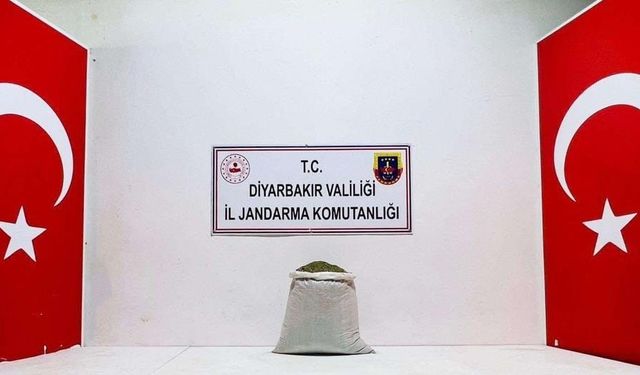 T.C.
DİYARBAKIR VALİLİĞİ
İL JANDARMA KOMUTANLIĞI